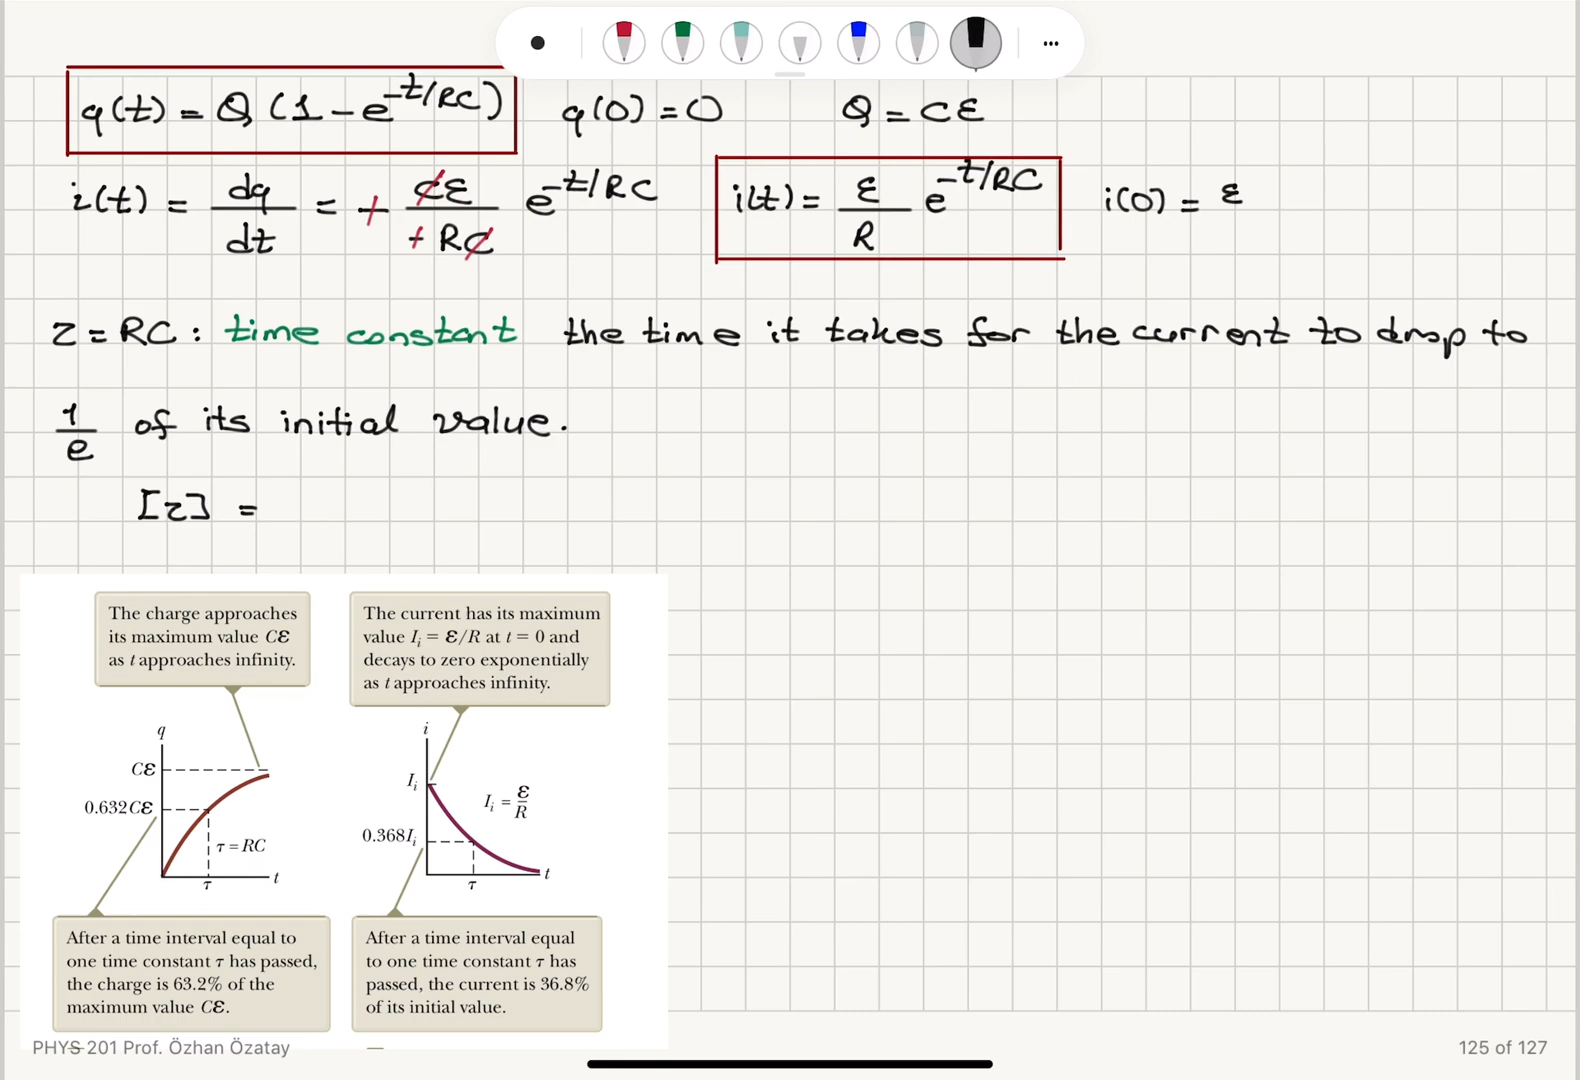 q(t) = Q (1 - e^-t/RC) q(0) = 0 Q = Cε
i(t) = dq/dt = + Cε/+RC e^-t/RC i(t) = ε/R e^-t/RC i(0) = ε
τ = RC : time constant the time it takes for the current to drop to
1/e of its initial value.
[τ] =
The charge approaches
its maximum value Cε
as t approaches infinity.
The current has its maximum
value Iᵢ = ε/R at t = 0 and
decays to zero exponentially
as t approaches infinity.
q
Cε
0.632Cε
τ = RC
τ
t
i
Iᵢ
Iᵢ = ε/R
0.368Iᵢ
τ
t
After a time interval equal to
one time constant τ has passed,
the charge is 63.2% of the
maximum value Cε.
After a time interval equal
to one time constant τ has
passed, the current is 36.8%
of its initial value.
PHYS 201 Prof. Özhan Özatay
125 of 127